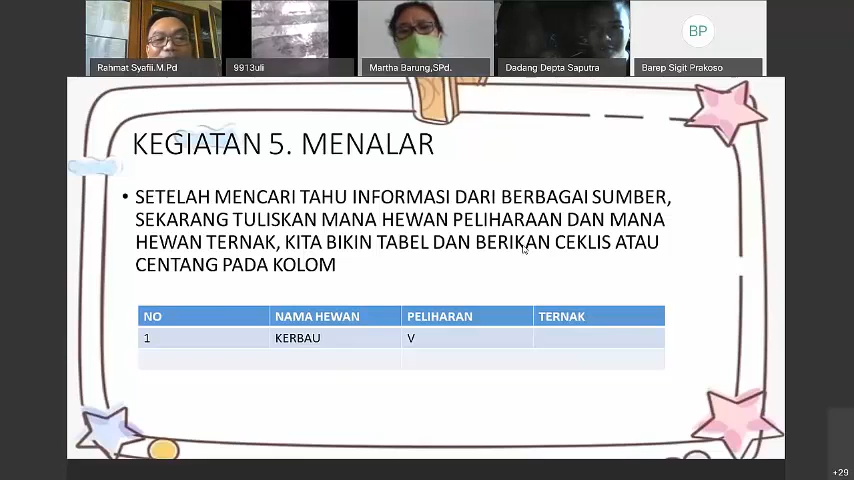 Rahmat Syafii.M.Pd
9913uli
Martha Barung,SPd.
Dadang Depta Saputra
BP
Barep Sigit Prakoso
KEGIATAN 5. MENALAR
• SETELAH MENCARI TAHU INFORMASI DARI BERBAGAI SUMBER,
SEKARANG TULISKAN MANA HEWAN PELIHARAAN DAN MANA
HEWAN TERNAK, KITA BIKIN TABEL DAN BERIKAN CEKLIS ATAU
CENTANG PADA KOLOM
NO NAMA HEWAN PELIHARAN TERNAK
1 KERBAU V
+29